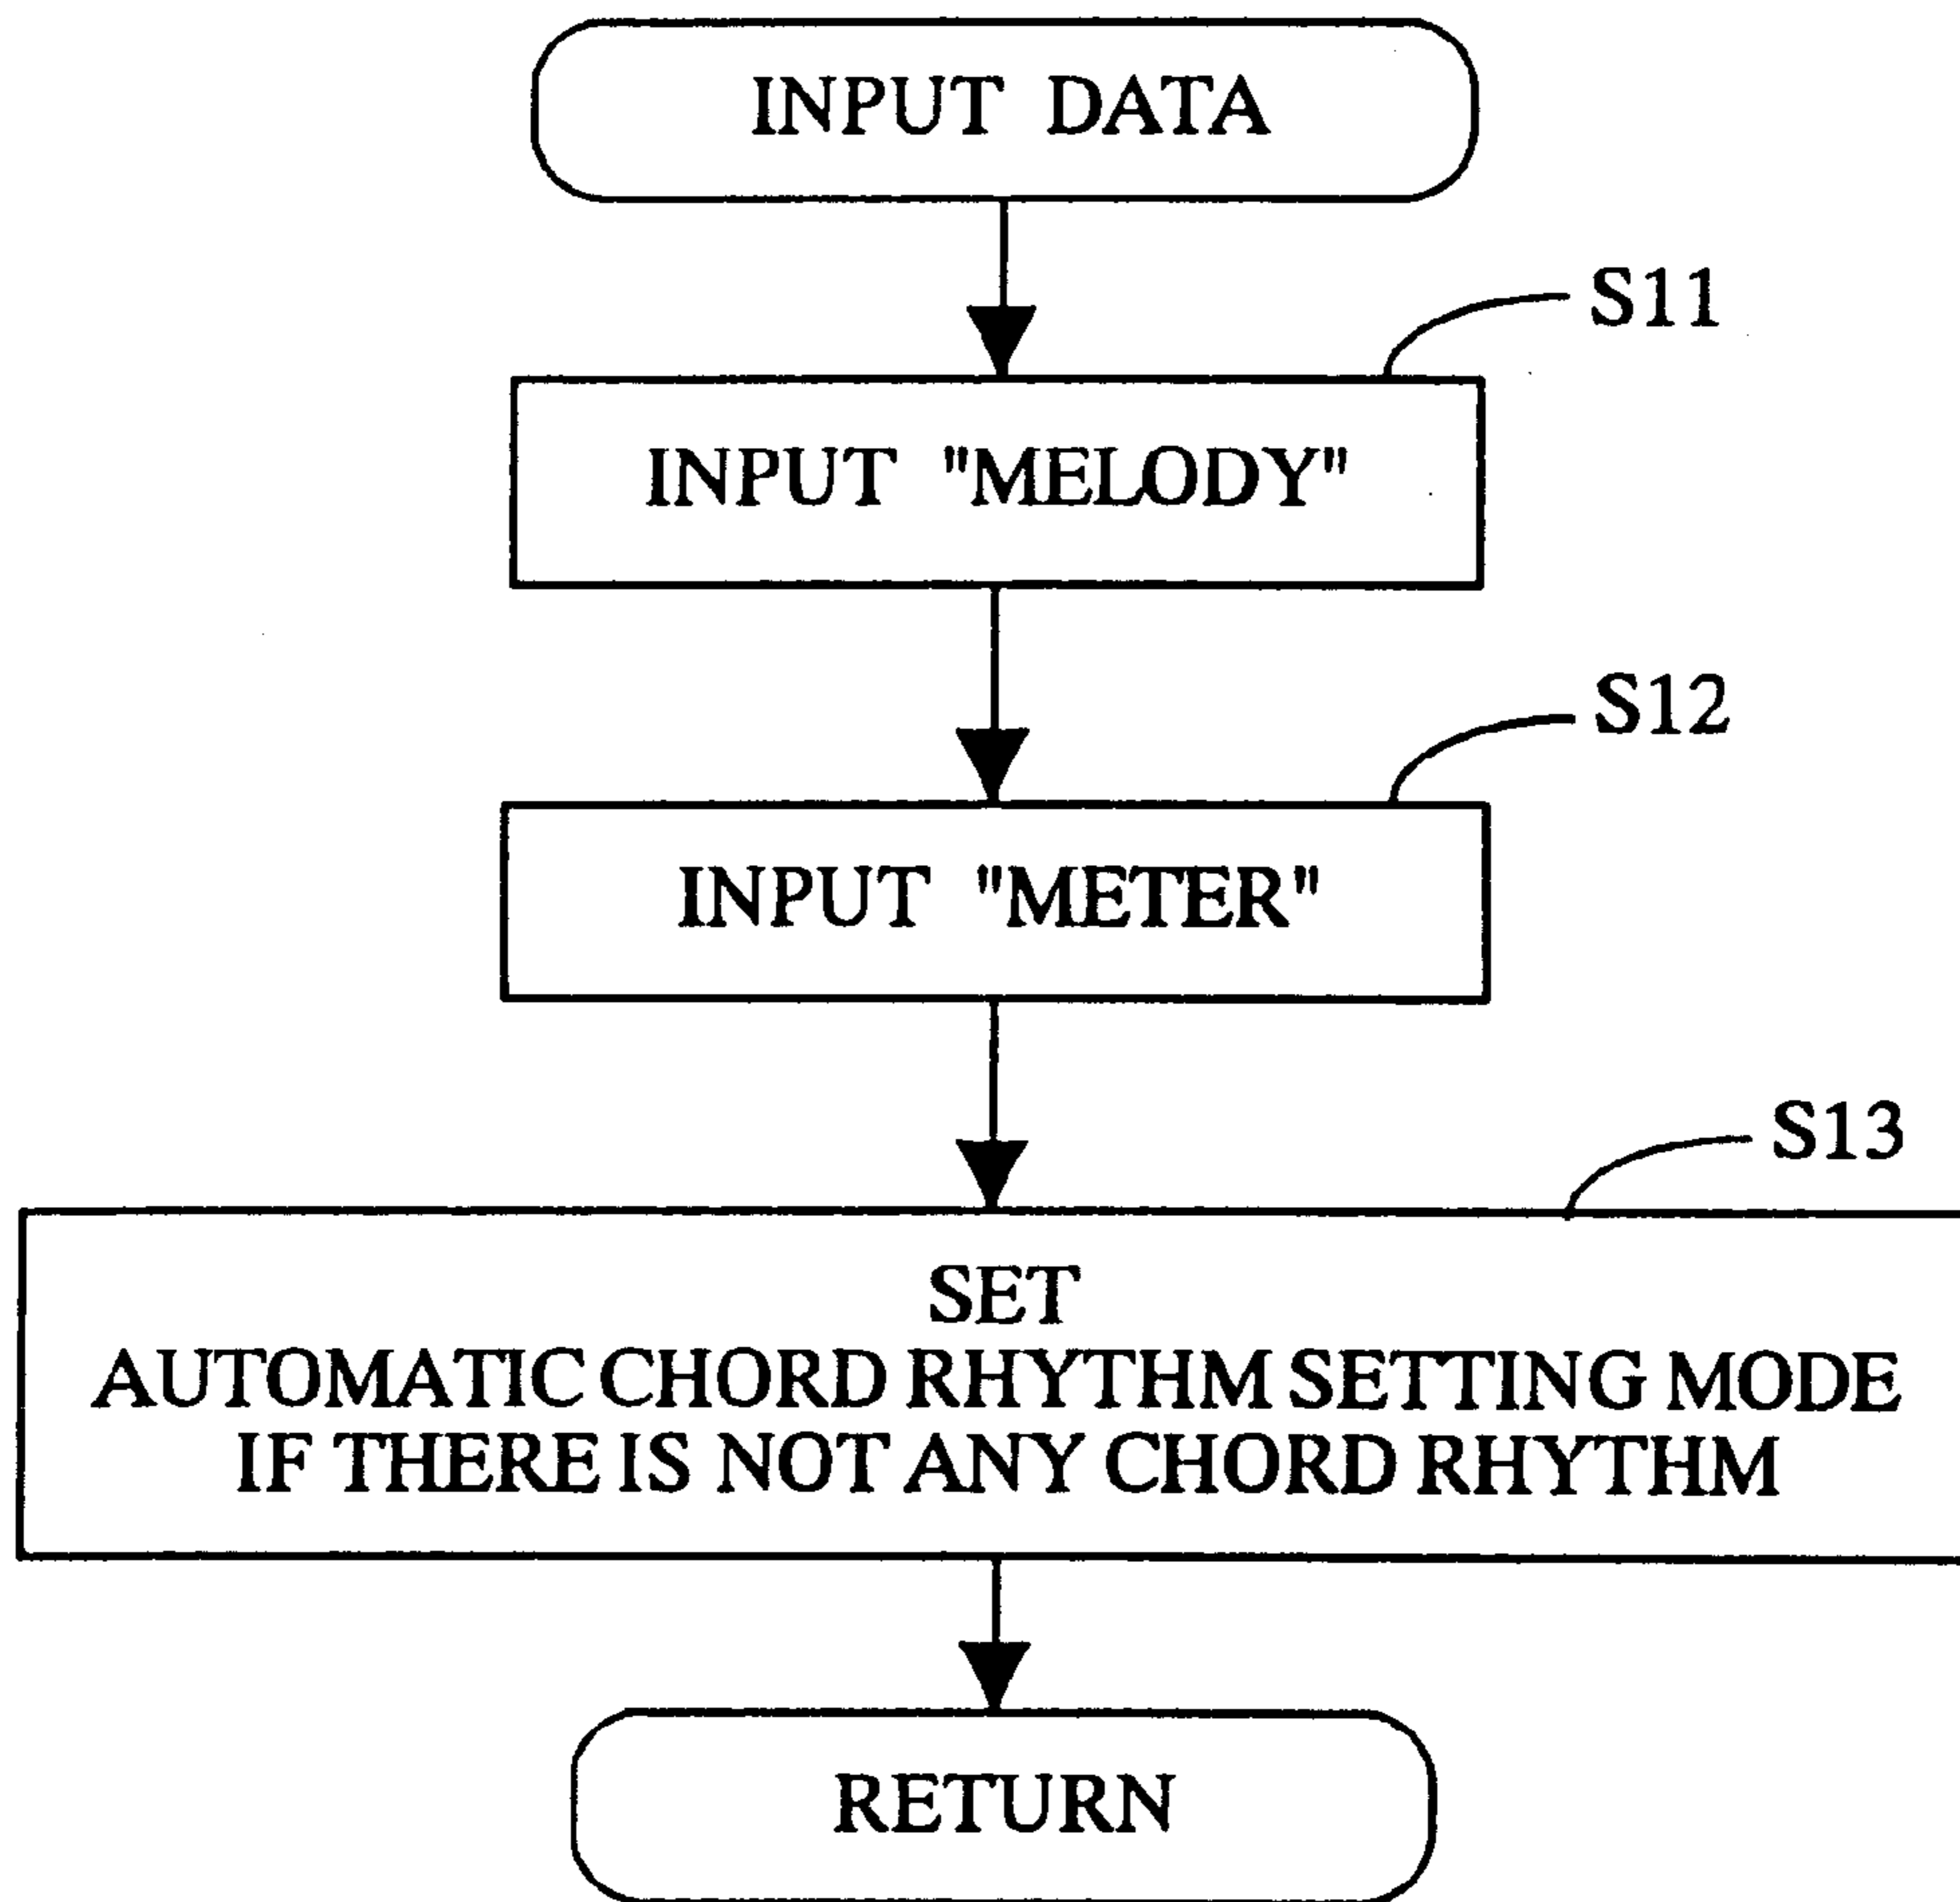 INPUT DATA
S11
INPUT "MELODY"
S12
INPUT "METER"
S13
SET
AUTOMATIC CHORD RHYTHM SETTING MODE
IF THERE IS NOT ANY CHORD RHYTHM
RETURN